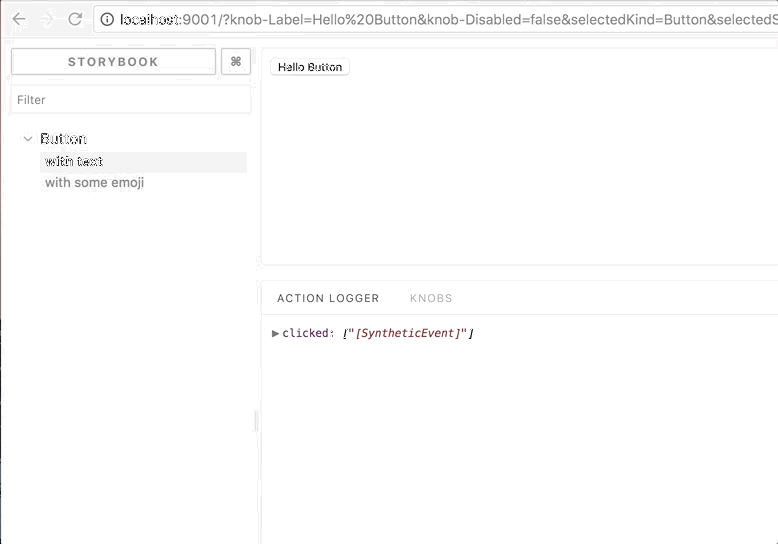 localhost:9001/?knob-Label=Hello%20Button&knob-Disabled=false&selectedKind=Button&selectedS
STORYBOOK ⌘
Filter
Button
with text
with some emoji
Hello Button
ACTION LOGGER KNOBS
▶clicked: ["[SyntheticEvent]"]